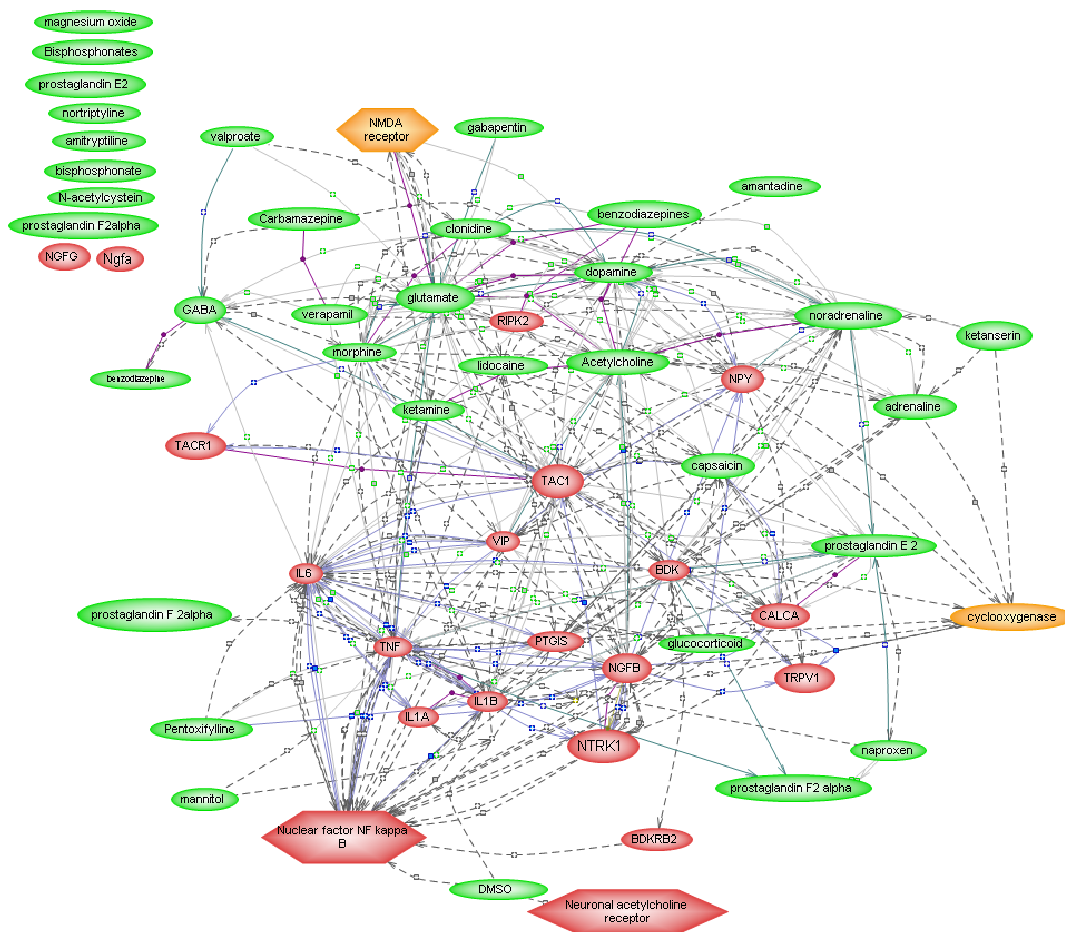 magnesium oxide
Bisphosphonates
prostaglandin E2
nortriptyline
amitryptiline
bisphosphonate
N-acetylcystein
prostaglandin F2alpha
NGFG
Ngfa
valproate
NMDA
receptor
gabapentin
amantadine
Carbamazepine
clonidine
benzodiazepines
dopamine
GABA
verapamil
glutamate
RIPK2
noradrenaline
ketanserin
morphine
lidocaine
Acetylcholine
benzodiazepine
NPY
ketamine
adrenaline
TACR1
TAC1
capsaicin
VIP
prostaglandin E 2
IL6
BDK
prostaglandin F 2alpha
CALCA
cyclooxygenase
TNF
PTGIS
glucocorticoid
NGFB
TRPV1
IL1B
IL1A
Pentoxifylline
NTRK1
naproxen
mannitol
prostaglandin F2 alpha
Nuclear factor NF kappa
B
BDKRB2
DMSO
Neuronal acetylcholine
receptor